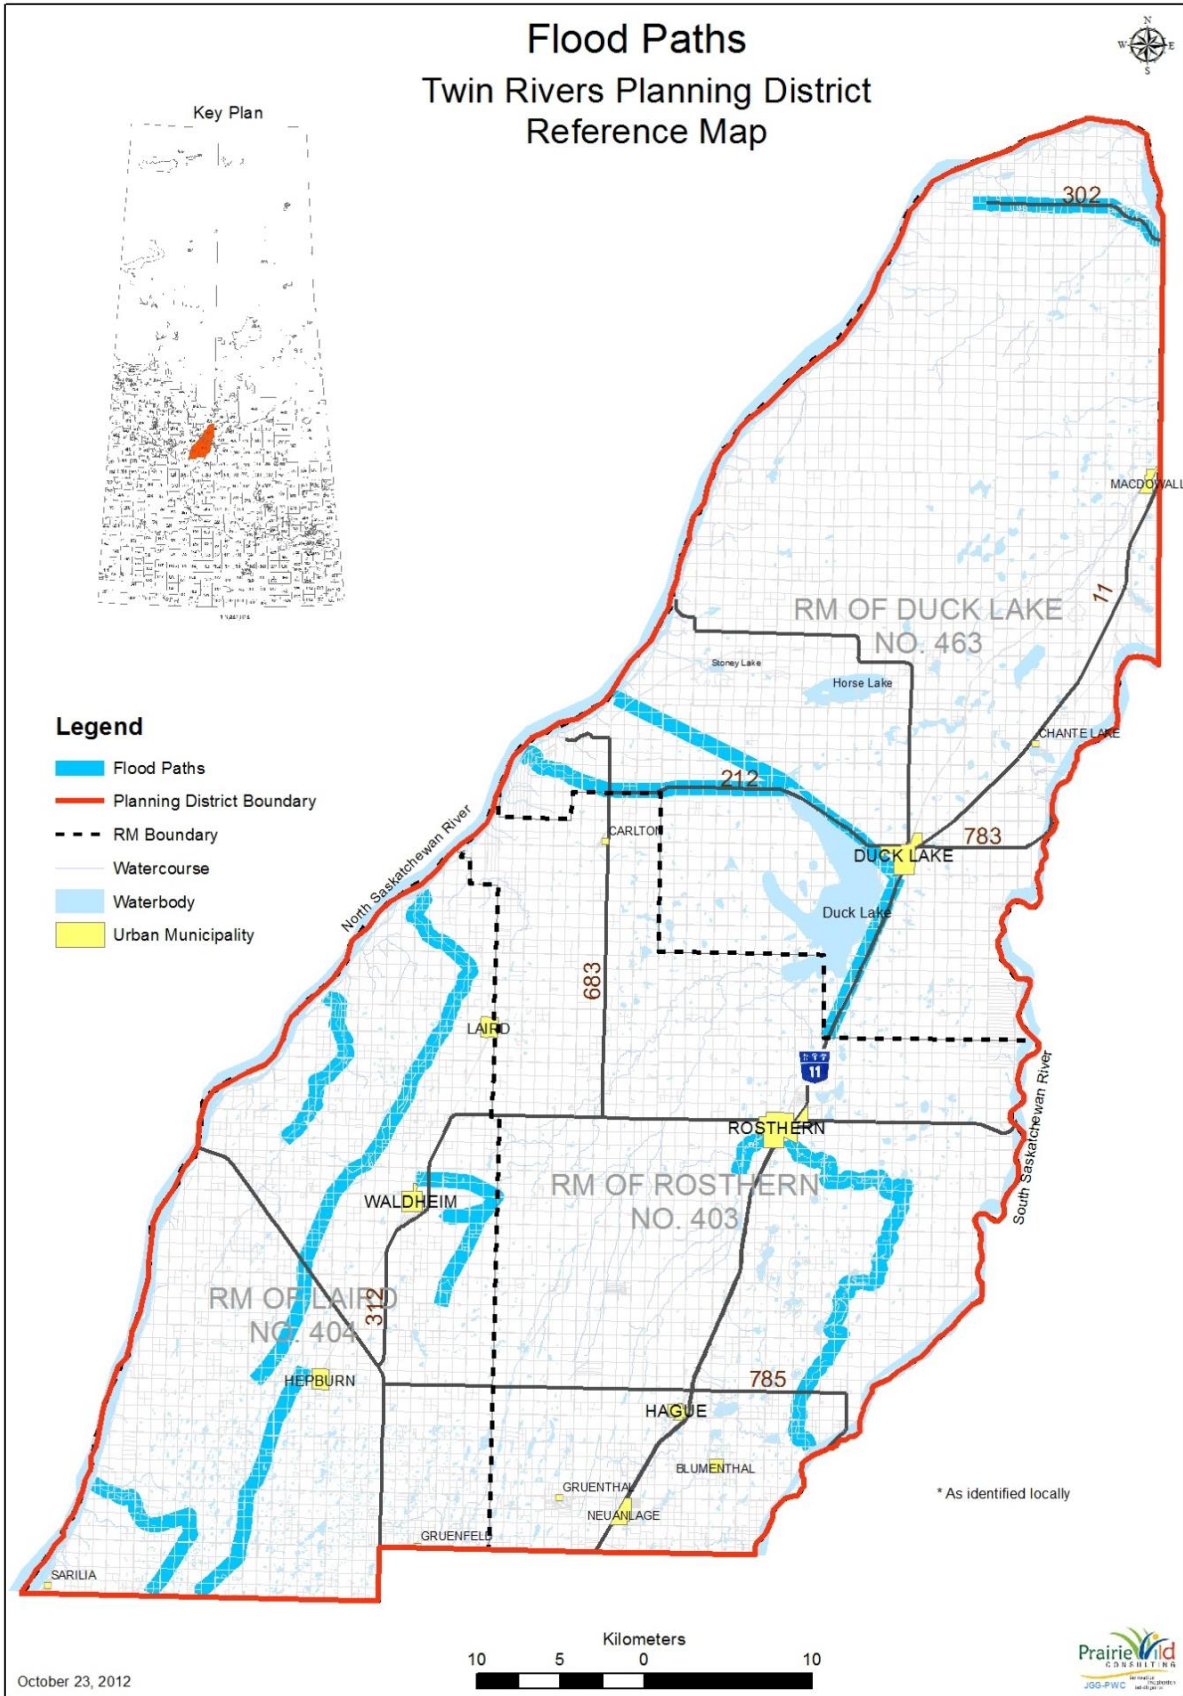 Flood Paths
Twin Rivers Planning District
Reference Map
N
W E
S
Key Plan
302
MACDOWALL
11
RM OF DUCK LAKE
NO. 463
Stoney Lake
Horse Lake
CHANTE LAKE
Legend
Flood Paths
Planning District Boundary
RM Boundary
Watercourse
Waterbody
Urban Municipality
212
North Saskatchewan River
CARLTON
783
DUCK LAKE
Duck Lake
683
LAIRD
11
South Saskatchewan River
ROSTHERN
WALDHEIM
RM OF ROSTHERN
NO. 403
RM OF LAIRD
NO. 404
312
HEPBURN
785
HAGUE
BLUMENTHAL
GRUENTHAL
NEUANLAGE
* As identified locally
GRUENFELD
SARILIA
Kilometers
10 5 0 10
October 23, 2012
PrairieWild
CONSULTING
JGG-PWC